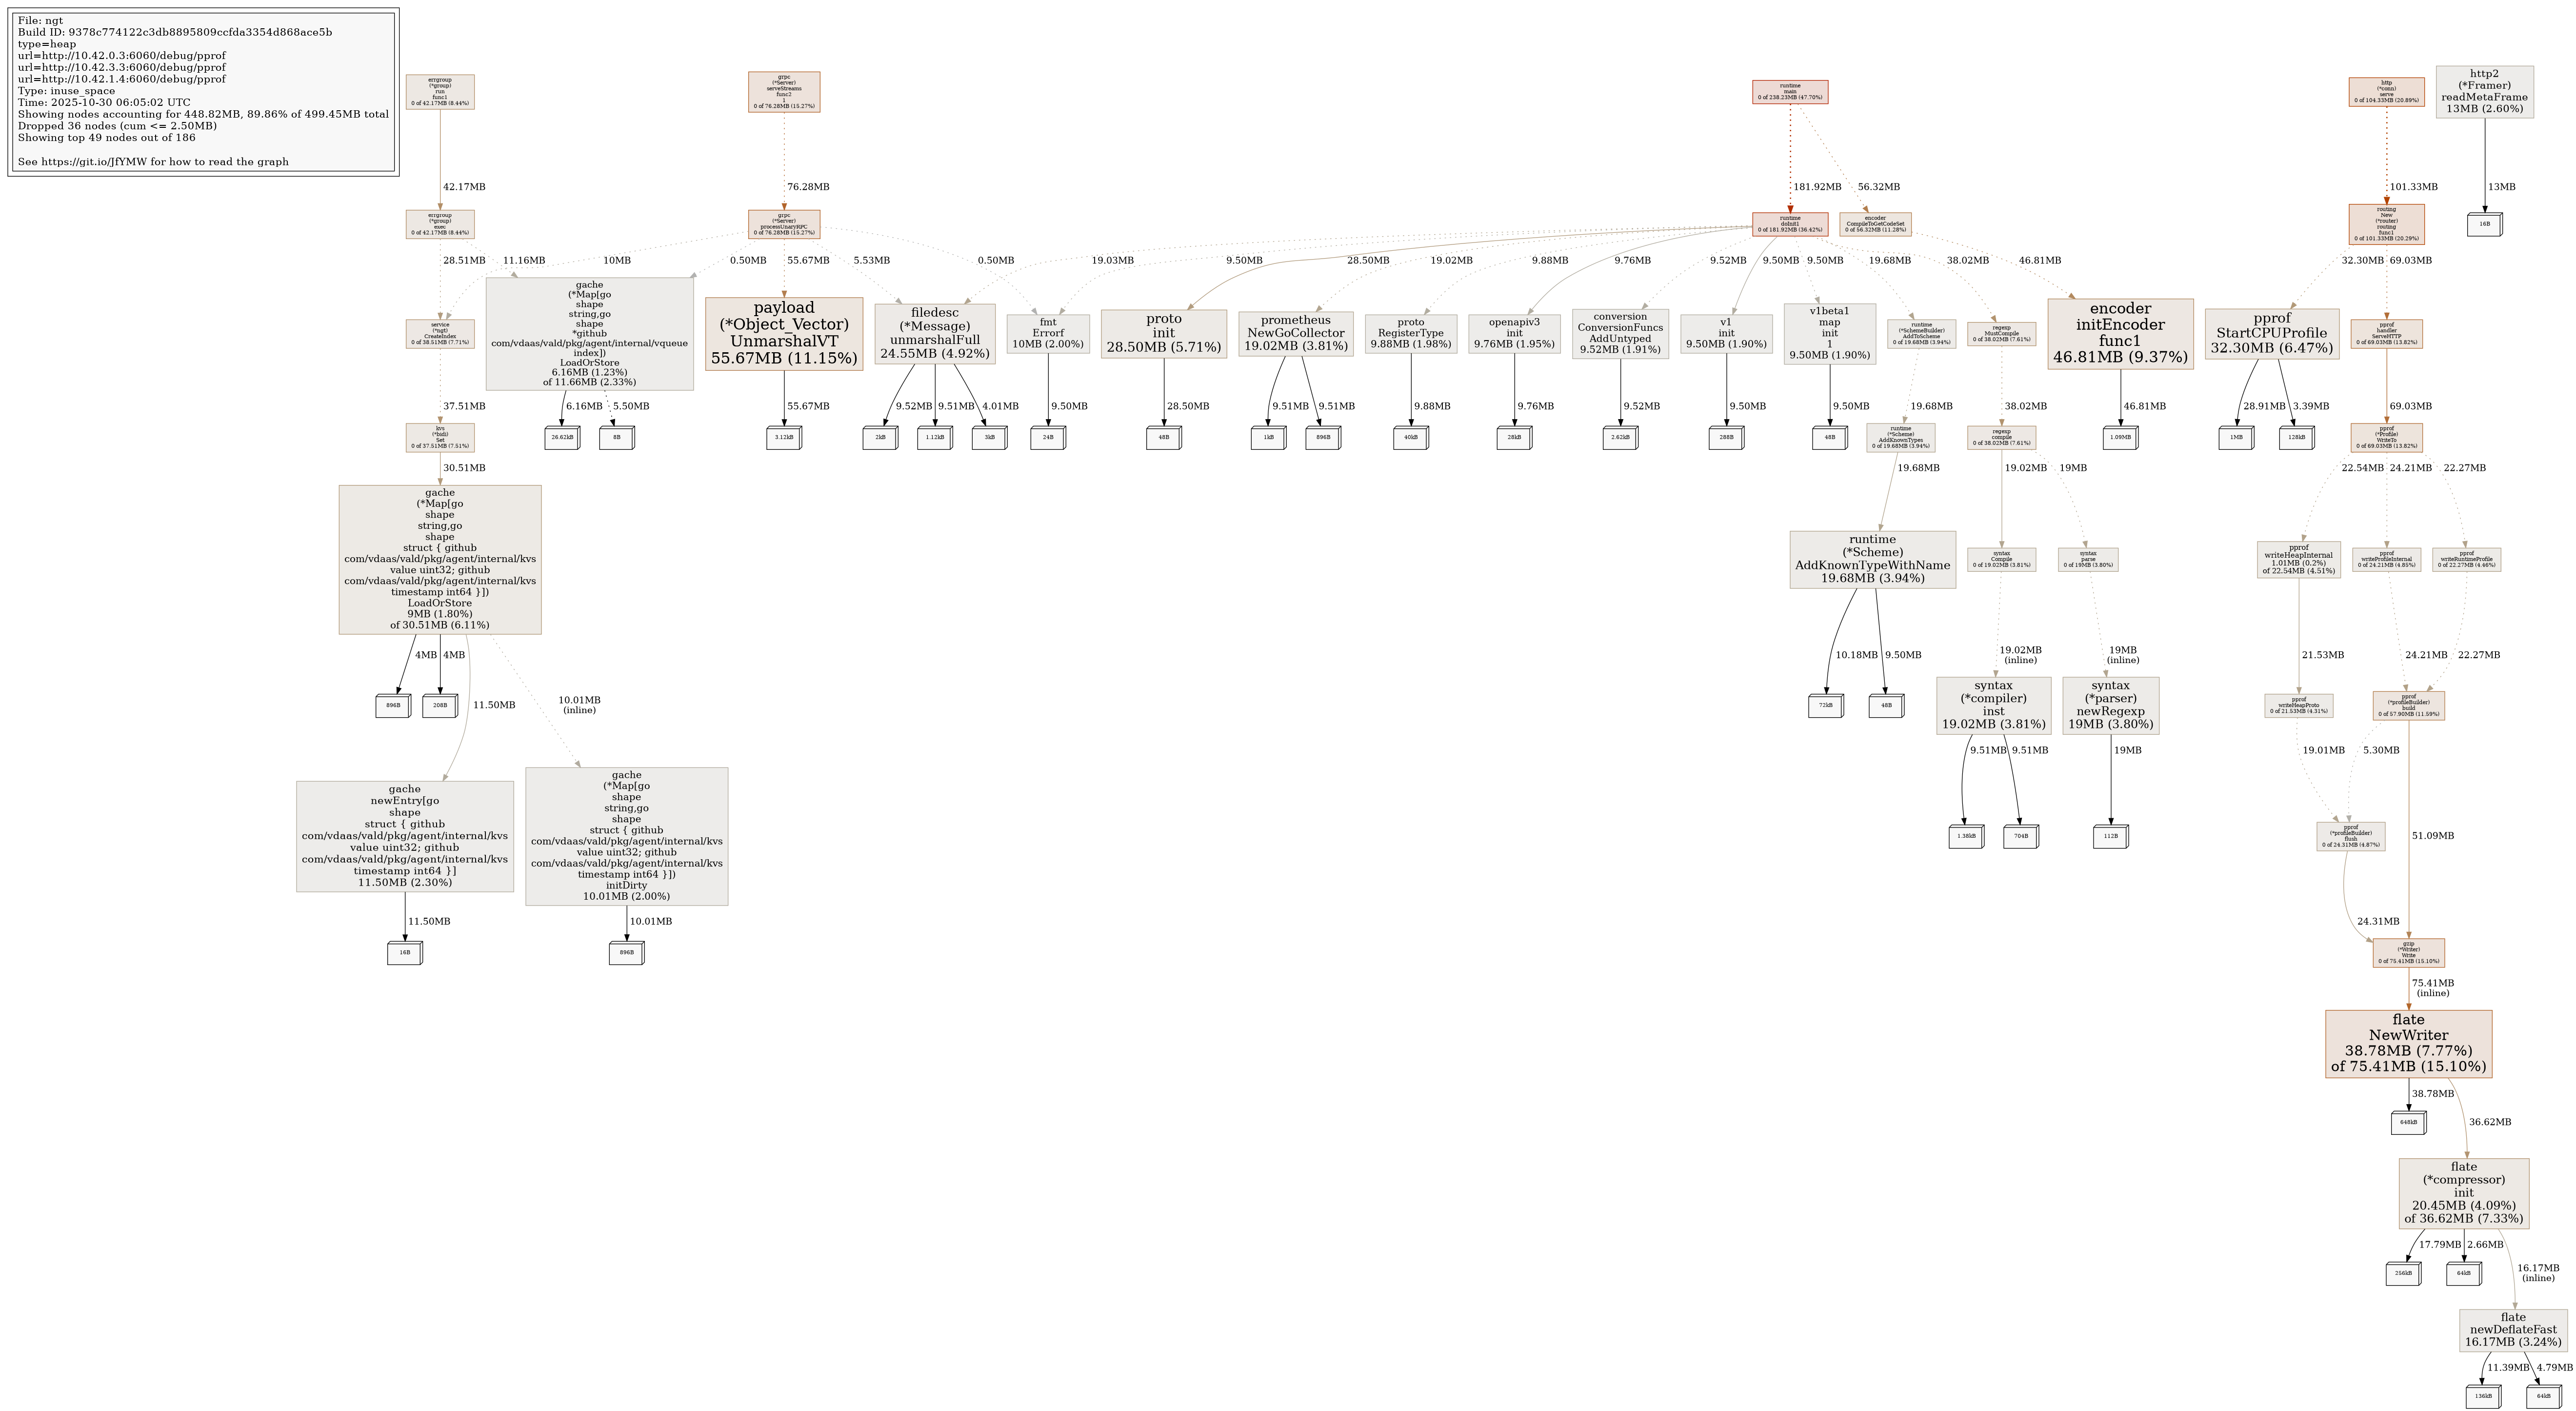 File: ngt
Build ID: 9378c774122c3db8895809ccfda3354d868ace5b
type=heap
url=http://10.42.0.3:6060/debug/pprof
url=http://10.42.3.3:6060/debug/pprof
url=http://10.42.1.4:6060/debug/pprof
Type: inuse_space
Time: 2025-10-30 06:05:02 UTC
Showing nodes accounting for 448.82MB, 89.86% of 499.45MB total
Dropped 36 nodes (cum <= 2.50MB)
Showing top 49 nodes out of 186
See https://git.io/JfYMW for how to read the graph
errgroup
(*group)
run
func1
0 of 42.17MB (8.44%)
grpc
(*Server)
serveStreams
func2
1
0 of 76.28MB (15.27%)
runtime
main
0 of 238.23MB (47.70%)
http
(*conn)
serve
0 of 104.33MB (20.89%)
http2
(*Framer)
readMetaFrame
13MB (2.60%)
42.17MB
76.28MB
181.92MB
56.32MB
101.33MB
13MB
errgroup
(*group)
exec
0 of 42.17MB (8.44%)
grpc
(*Server)
processUnaryRPC
0 of 76.28MB (15.27%)
runtime
doInit1
0 of 181.92MB (36.42%)
encoder
CompileToGetCodeSet
0 of 56.32MB (11.28%)
routing
New
(*router)
routing
func1
0 of 101.33MB (20.29%)
16B
28.51MB
11.16MB
10MB
0.50MB
55.67MB
5.53MB
0.50MB
19.03MB
9.50MB
28.50MB
19.02MB
9.88MB
9.76MB
9.52MB
9.50MB
9.50MB
19.68MB
38.02MB
46.81MB
32.30MB
69.03MB
service
(*ngt)
CreateIndex
0 of 38.51MB (7.71%)
gache
(*Map[go
shape
string,go
shape
*github
com/vdaas/vald/pkg/agent/internal/vqueue
index])
LoadOrStore
6.16MB (1.23%)
of 11.66MB (2.33%)
payload
(*Object_Vector)
UnmarshalVT
55.67MB (11.15%)
filedesc
(*Message)
unmarshalFull
24.55MB (4.92%)
fmt
Errorf
10MB (2.00%)
proto
init
28.50MB (5.71%)
prometheus
NewGoCollector
19.02MB (3.81%)
proto
RegisterType
9.88MB (1.98%)
openapiv3
init
9.76MB (1.95%)
conversion
ConversionFuncs
AddUntyped
9.52MB (1.91%)
v1
init
9.50MB (1.90%)
v1beta1
map
init
1
9.50MB (1.90%)
runtime
(*SchemeBuilder)
AddToScheme
0 of 19.68MB (3.94%)
regexp
MustCompile
0 of 38.02MB (7.61%)
encoder
initEncoder
func1
46.81MB (9.37%)
pprof
StartCPUProfile
32.30MB (6.47%)
pprof
handler
ServeHTTP
0 of 69.03MB (13.82%)
37.51MB
6.16MB
5.50MB
55.67MB
9.52MB
9.51MB
4.01MB
9.50MB
28.50MB
9.51MB
9.51MB
9.88MB
9.76MB
9.52MB
9.50MB
9.50MB
19.68MB
38.02MB
46.81MB
28.91MB
3.39MB
69.03MB
kvs
(*bidi)
Set
0 of 37.51MB (7.51%)
26.62kB
8B
3.12kB
2kB
1.12kB
3kB
24B
48B
1kB
896B
40kB
28kB
2.62kB
288B
48B
runtime
(*Scheme)
AddKnownTypes
0 of 19.68MB (3.94%)
regexp
compile
0 of 38.02MB (7.61%)
1.09MB
1MB
128kB
pprof
(*Profile)
WriteTo
0 of 69.03MB (13.82%)
30.51MB
19.68MB
19.02MB
19MB
22.54MB
24.21MB
22.27MB
gache
(*Map[go
shape
string,go
shape
struct { github
com/vdaas/vald/pkg/agent/internal/kvs
value uint32; github
com/vdaas/vald/pkg/agent/internal/kvs
timestamp int64 }])
LoadOrStore
9MB (1.80%)
of 30.51MB (6.11%)
runtime
(*Scheme)
AddKnownTypeWithName
19.68MB (3.94%)
syntax
Compile
0 of 19.02MB (3.81%)
syntax
parse
0 of 19MB (3.80%)
pprof
writeHeapInternal
1.01MB (0.2%)
of 22.54MB (4.51%)
pprof
writeProfileInternal
0 of 24.21MB (4.85%)
pprof
writeRuntimeProfile
0 of 22.27MB (4.46%)
4MB
4MB
11.50MB
10.01MB
(inline)
10.18MB
9.50MB
19.02MB
(inline)
19MB
(inline)
21.53MB
24.21MB
22.27MB
896B
208B
72kB
48B
syntax
(*compiler)
inst
19.02MB (3.81%)
syntax
(*parser)
newRegexp
19MB (3.80%)
pprof
writeHeapProto
0 of 21.53MB (4.31%)
pprof
(*profileBuilder)
build
0 of 57.90MB (11.59%)
9.51MB
9.51MB
19MB
19.01MB
5.30MB
51.09MB
gache
newEntry[go
shape
struct { github
com/vdaas/vald/pkg/agent/internal/kvs
value uint32; github
com/vdaas/vald/pkg/agent/internal/kvs
timestamp int64 }]
11.50MB (2.30%)
gache
(*Map[go
shape
string,go
shape
struct { github
com/vdaas/vald/pkg/agent/internal/kvs
value uint32; github
com/vdaas/vald/pkg/agent/internal/kvs
timestamp int64 }])
initDirty
10.01MB (2.00%)
1.38kB
704B
112B
pprof
(*profileBuilder)
flush
0 of 24.31MB (4.87%)
11.50MB
10.01MB
24.31MB
16B
896B
gzip
(*Writer)
Write
0 of 75.41MB (15.10%)
75.41MB
(inline)
flate
NewWriter
38.78MB (7.77%)
of 75.41MB (15.10%)
38.78MB
36.62MB
648kB
flate
(*compressor)
init
20.45MB (4.09%)
of 36.62MB (7.33%)
17.79MB
2.66MB
16.17MB
(inline)
256kB
64kB
flate
newDeflateFast
16.17MB (3.24%)
11.39MB
4.79MB
136kB
64kB